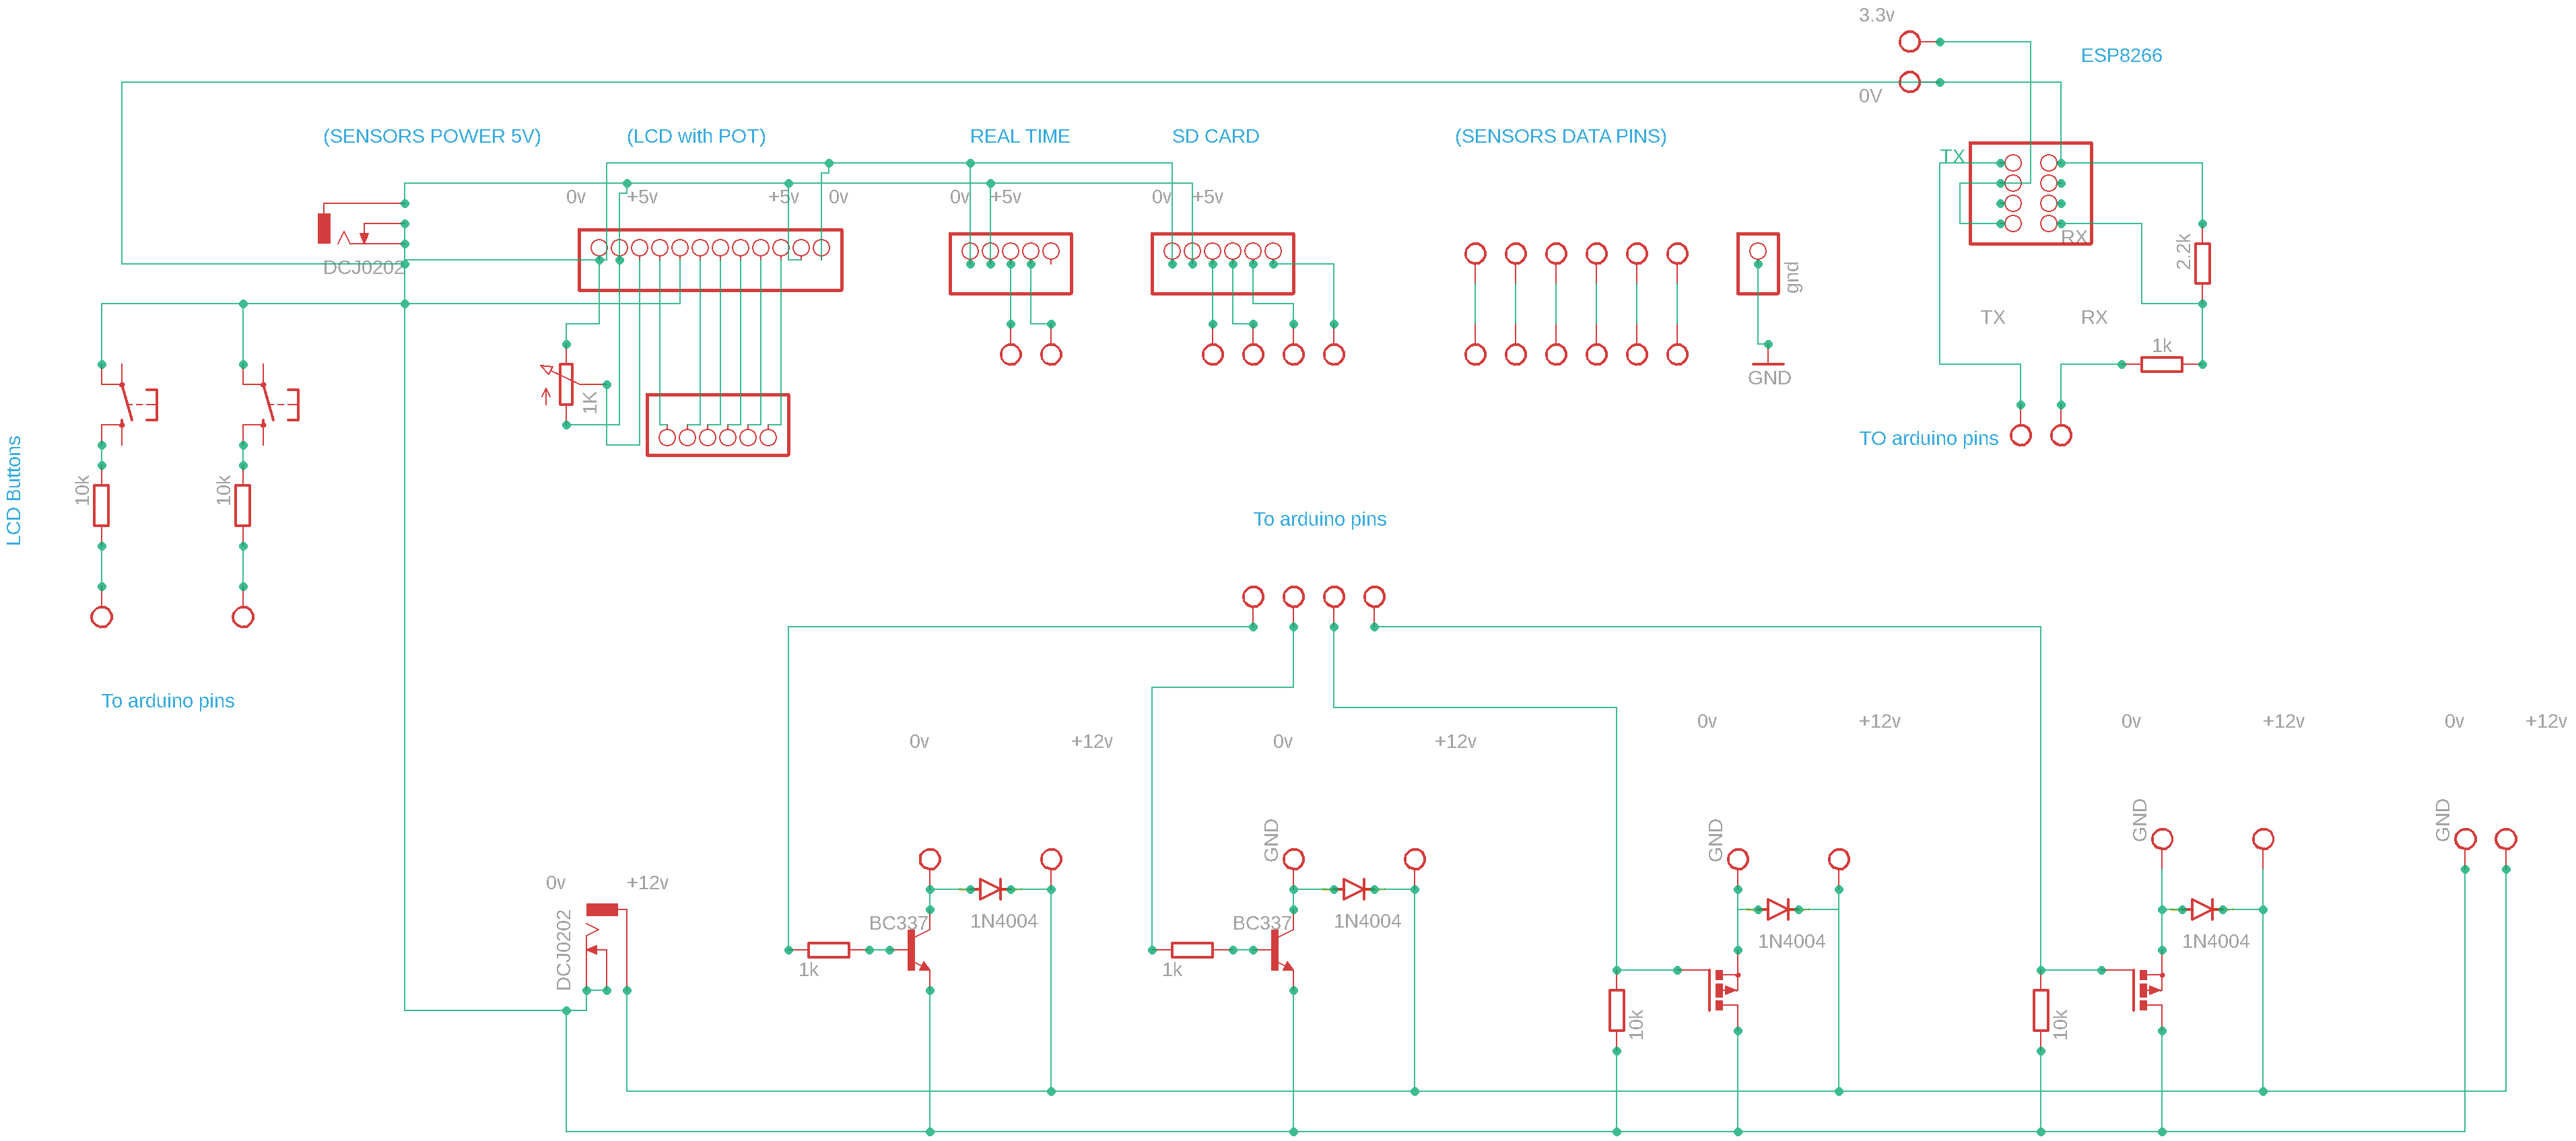 3.3v
ESP8266
0V
(SENSORS POWER 5V)
(LCD with POT)
REAL TIME
SD CARD
(SENSORS DATA PINS)
TX
0v
+5v
+5v
0v
0v
+5v
0v
+5v
RX
DCJ0202
gnd
2.2k
TX
RX
1k
GND
1K
TO arduino pins
LCD Buttons
10k
10k
To arduino pins
To arduino pins
0v
+12v
0v
+12v
0v
+12v
0v
+12v
0v
+12v
GND
GND
GND
GND
0v
+12v
DCJ0202
BC337
1N4004
BC337
1N4004
1N4004
1N4004
1k
1k
10k
10k